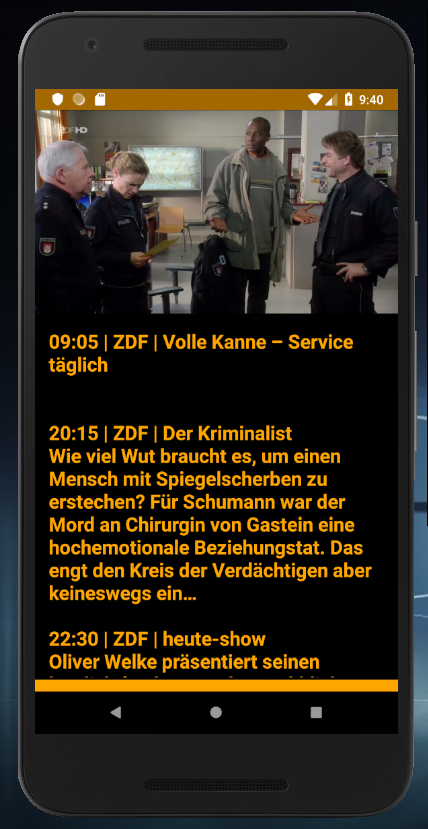 9:40
ZDF HD
09:05 | ZDF | Volle Kanne – Service
täglich
20:15 | ZDF | Der Kriminalist
Wie viel Wut braucht es, um einen
Mensch mit Spiegelscherben zu
erstechen? Für Schumann war der
Mord an Chirurgin von Gastein eine
hochemotionale Beziehungstat. Das
engt den Kreis der Verdächtigen aber
keineswegs ein…
22:30 | ZDF | heute-show
Oliver Welke präsentiert seinen